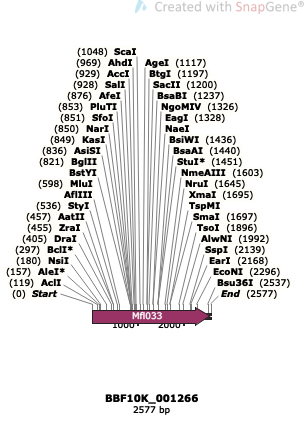 Created with SnapGene®
(1048) ScaI
(969) AhdI AgeI (1117)
(929) AccI BtgI (1197)
(928) SalI SacII (1200)
(876) AfeI BsaBI (1237)
(853) PluTI NgoMIV (1326)
(851) SfoI EagI (1328)
(850) NarI NaeI
(849) KasI BsiWI (1436)
(836) AsiSI BsaAI (1440)
(821) BglII StuI* (1451)
BstYI NmeAIII (1603)
(598) MluI NruI (1645)
AflIII XmaI (1695)
(536) StyI TspMI
(457) AatII SmaI (1697)
(455) ZraI TsoI (1896)
(405) DraI AlwNI (1992)
(297) BclI* SspI (2139)
(180) NsiI EarI (2168)
(157) AleI* EcoNI (2296)
(119) AclI Bsu36I (2537)
(0) Start End (2577)
Mfl033
1000 2000
BBF10K_001266
2577 bp